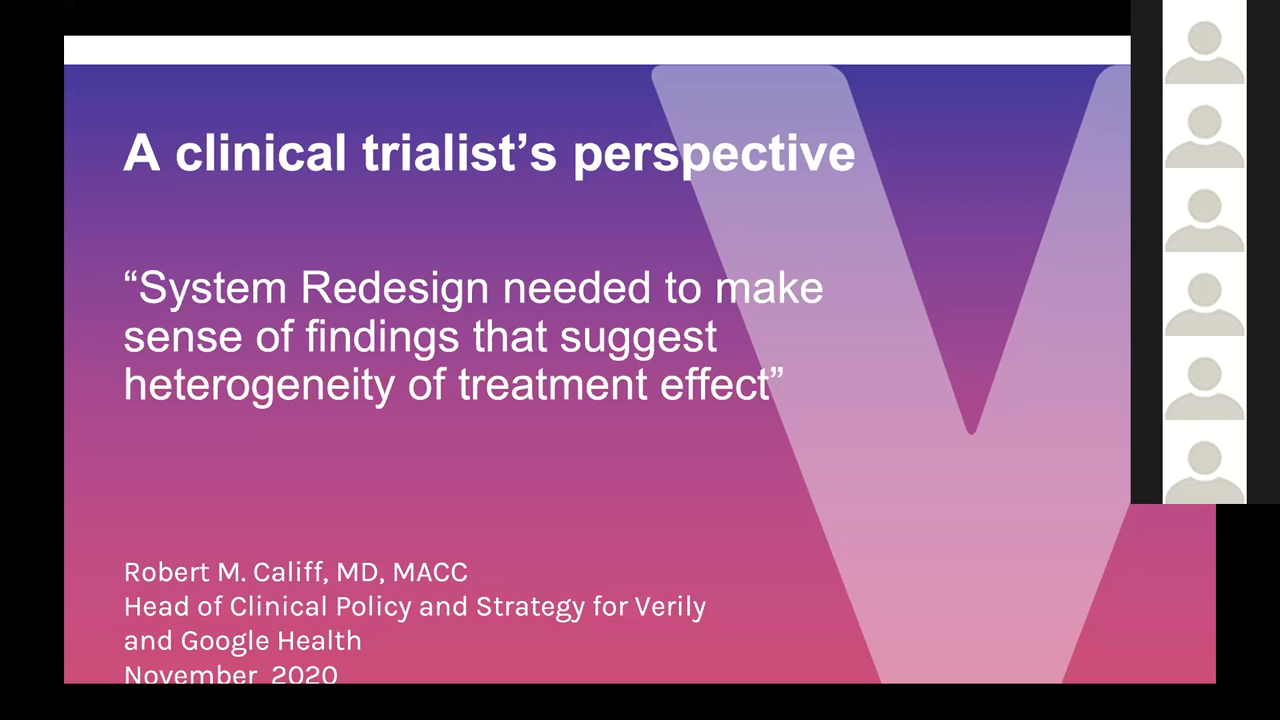 A clinical trialist’s perspective
“System Redesign needed to make
sense of findings that suggest
heterogeneity of treatment effect”
Robert M. Califf, MD, MACC
Head of Clinical Policy and Strategy for Verily
and Google Health
November 2020